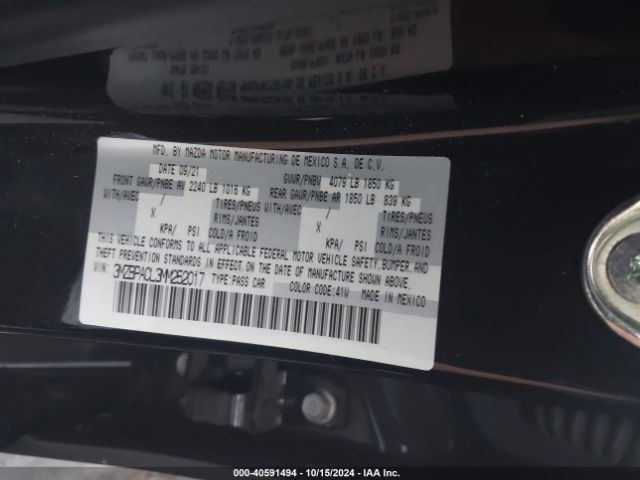 MFD. BY MAZDA MOTOR MANUFACTURING DE MEXICO S.A. DE C.V.
DATE 09/21 GVWR/PNBV 4079 LB 1850 KG
FRONT GAWR/PNBE AV 2240 LB 1016 KG REAR GAWR/PNBE AR 1850 LB 839 KG
WITH/AVEC / TIRES/PNEUS WITH/AVEC / TIRES/PNEUS
X RIMS/JANTES X RIMS/JANTES
KPA/ PSI COLD/A FROID KPA/ PSI COLD/A FROID
THIS VEHICLE CONFORMS TO ALL APPLICABLE FEDERAL MOTOR VEHICLE SAFETY, BUMPER, AND
THEFT PREVENTION STANDARDS IN EFFECT ON THE DATE OF MANUFACTURE SHOWN ABOVE.
VIN: 3MZBPACL3MM252017 TYPE:PASS CAR COLOR CODE:41W MADE IN MEXICO
000-40591494 - 10/15/2024 - IAA Inc.